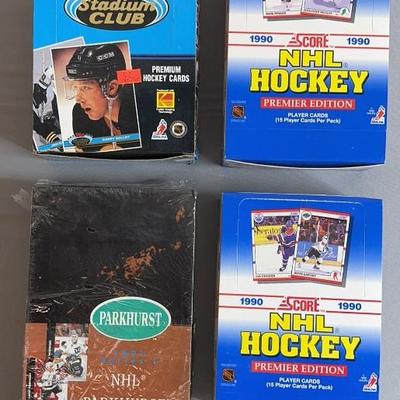 Stadium
CLUB
PREMIUM
HOCKEY CARDS
1990
SCORE
1990
NHL
HOCKEY
PREMIER EDITION
PLAYER CARDS
(15 Player Cards Per Pack)
PARKHURST
NHL
PARKHURST
1990
SCORE
1990
NHL
HOCKEY
PREMIER EDITION
PLAYER CARDS
(15 Player Cards Per Pack)